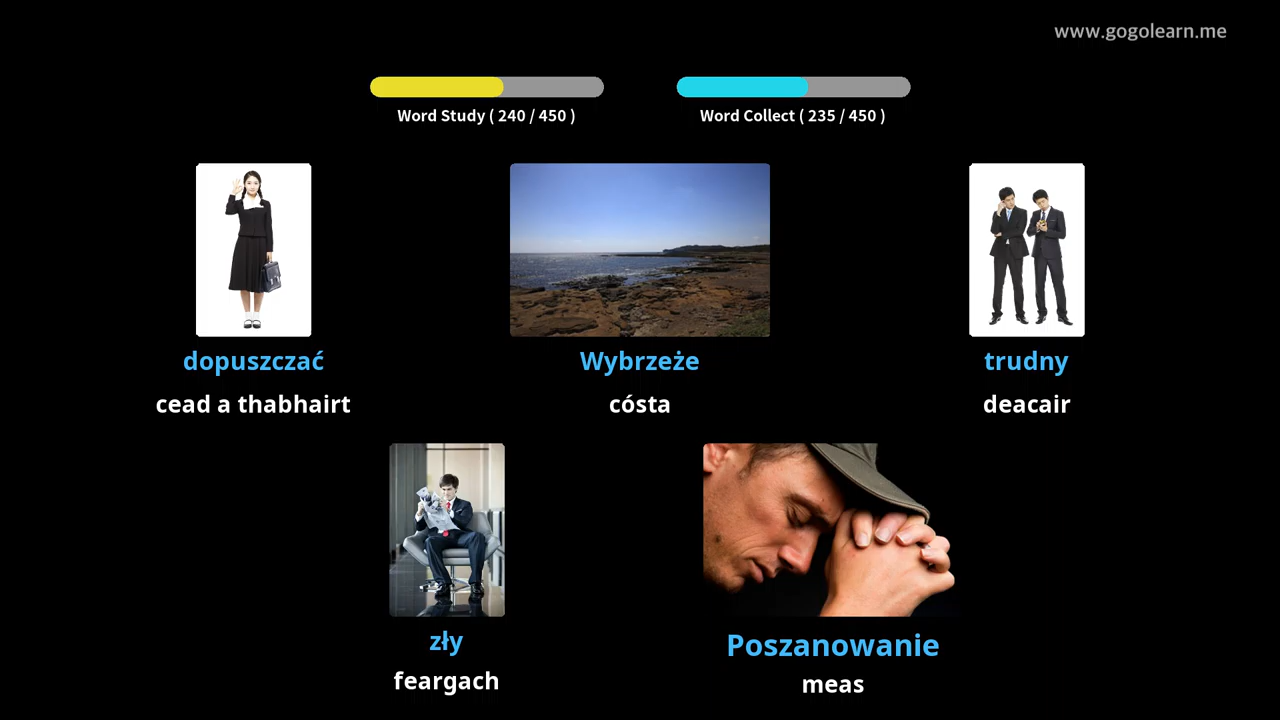 www.gogolearn.me
Word Study ( 240 / 450 )
Word Collect ( 235 / 450 )
dopuszczać
cead a thabhairt
Wybrzeże
cósta
trudny
deacair
zły
feargach
Poszanowanie
meas